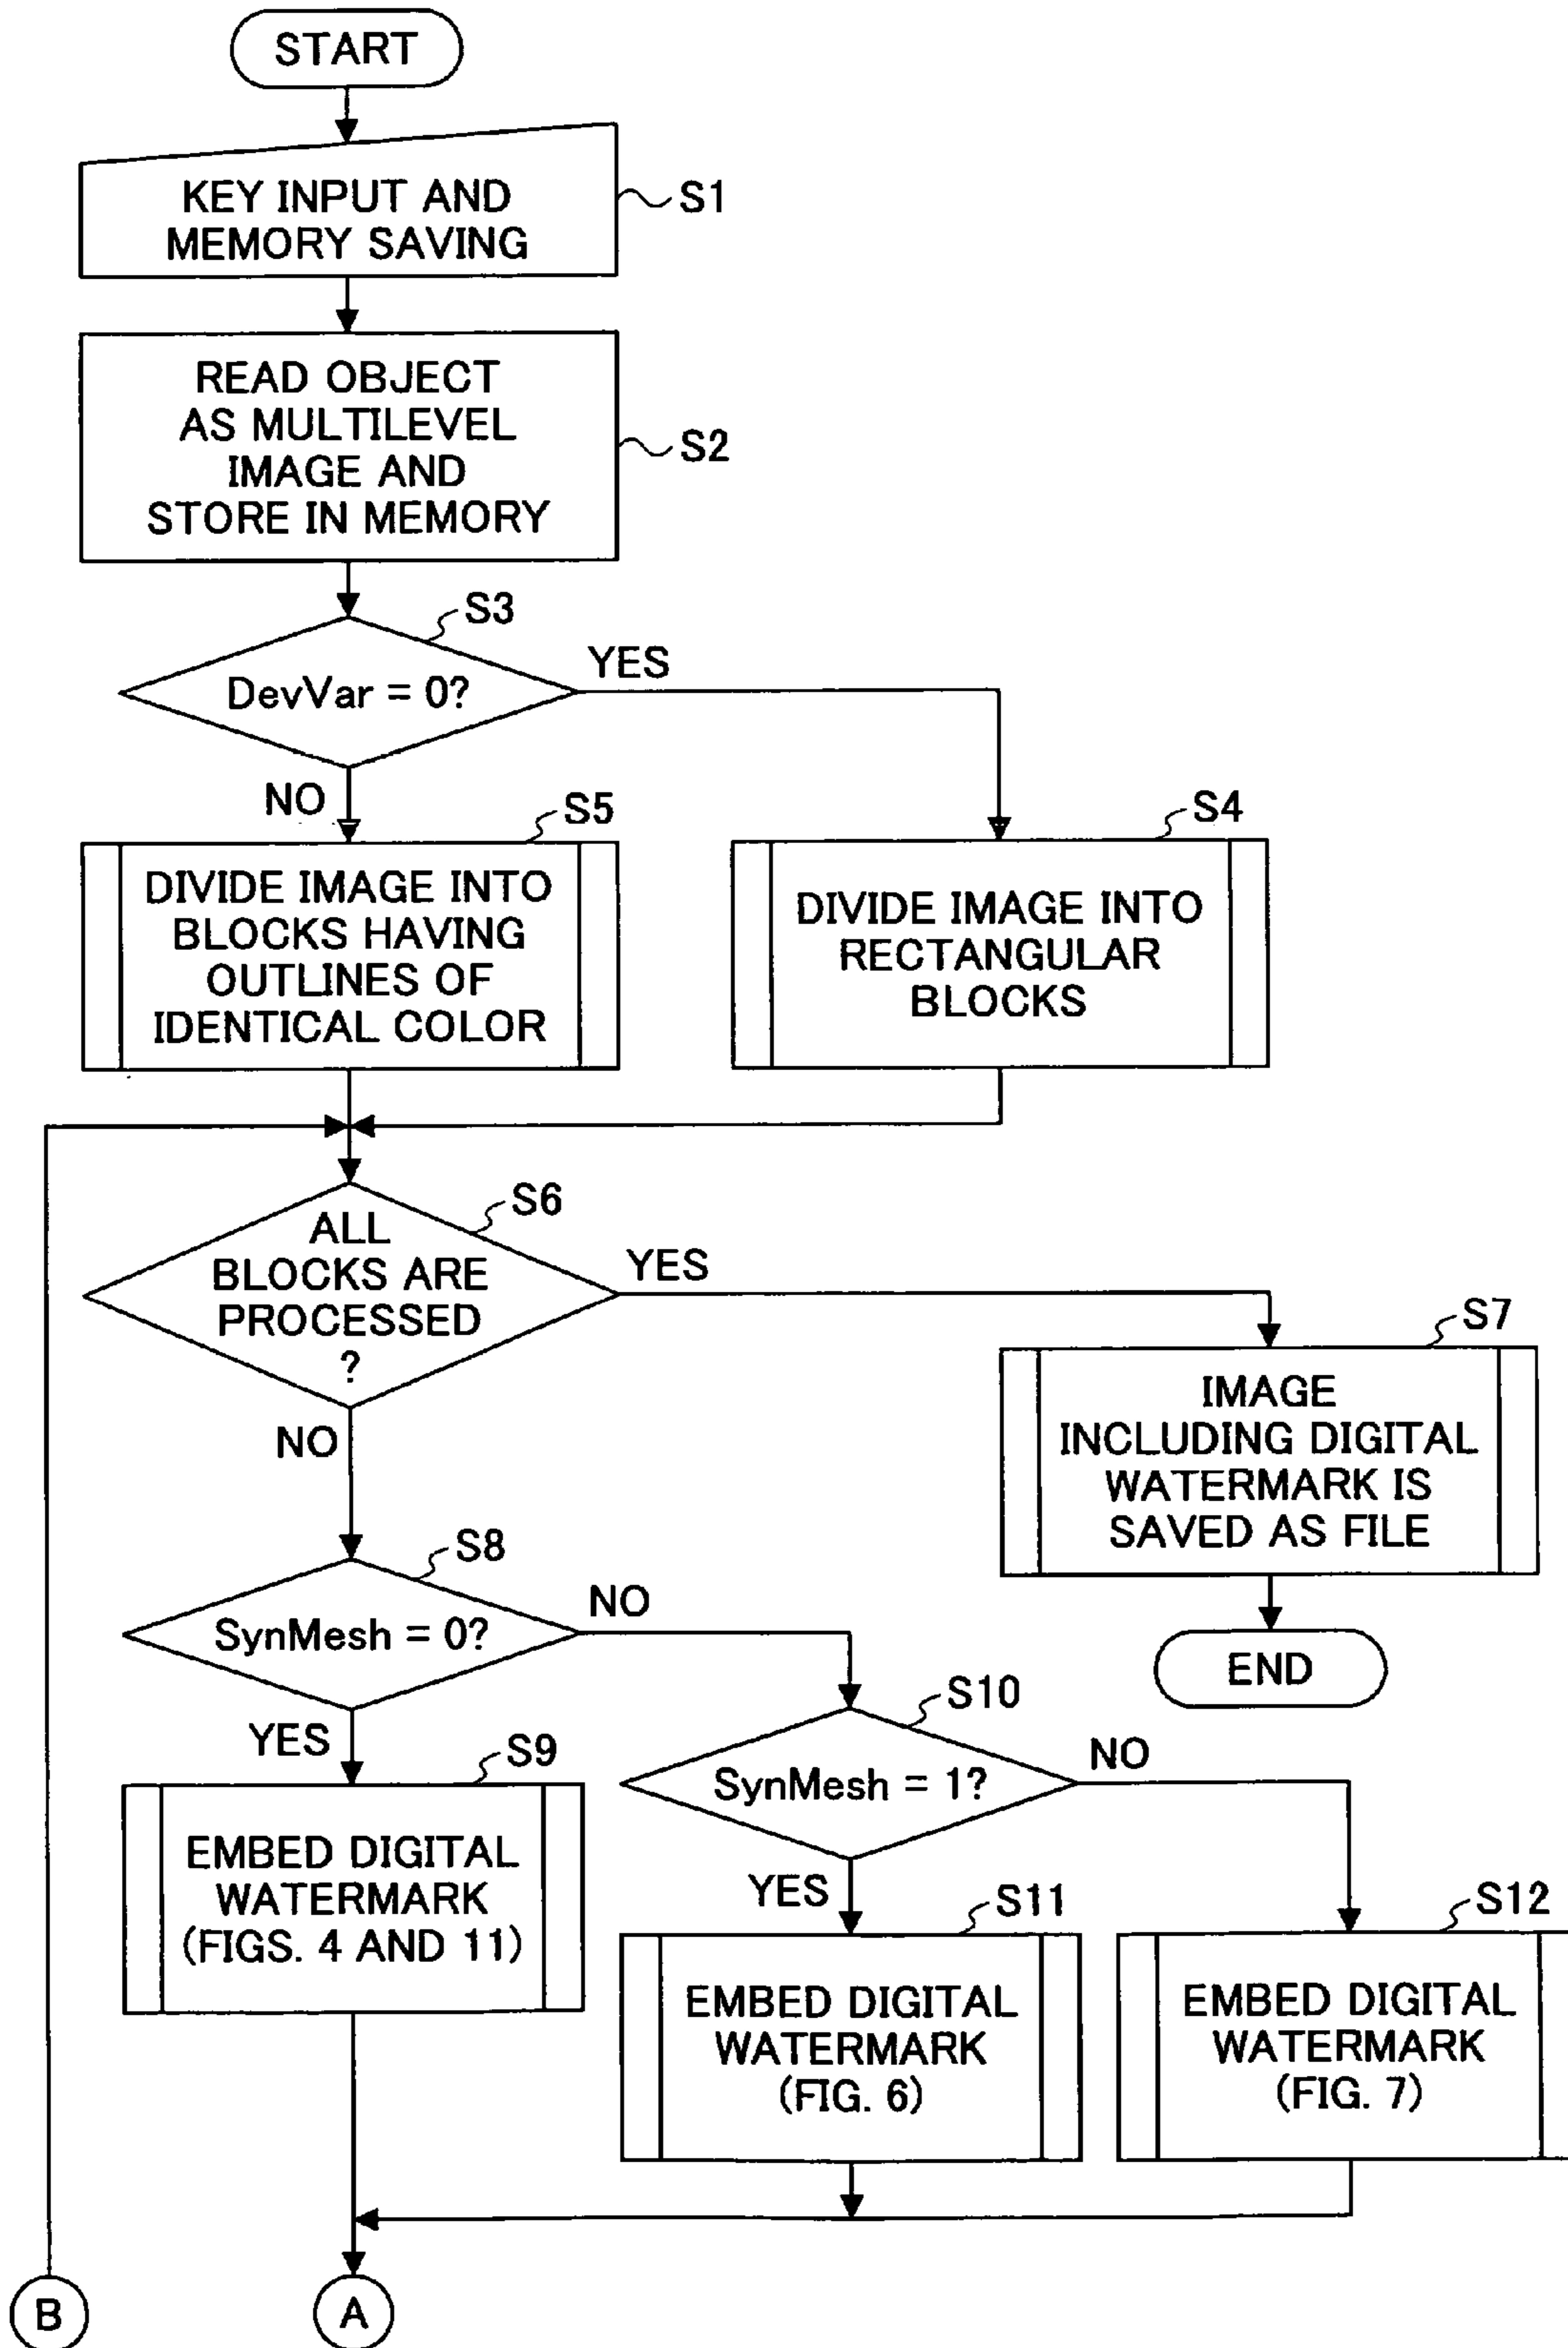 START
KEY INPUT AND
MEMORY SAVING
S1
READ OBJECT
AS MULTILEVEL
IMAGE AND
STORE IN MEMORY
S2
S3
DevVar = 0?
YES
NO
S5
DIVIDE IMAGE INTO
BLOCKS HAVING
OUTLINES OF
IDENTICAL COLOR
S4
DIVIDE IMAGE INTO
RECTANGULAR
BLOCKS
S6
ALL
BLOCKS ARE
PROCESSED
?
YES
NO
S7
IMAGE
INCLUDING DIGITAL
WATERMARK IS
SAVED AS FILE
END
S8
SynMesh = 0?
NO
YES
S10
SynMesh = 1?
NO
YES
S9
EMBED DIGITAL
WATERMARK
(FIGS. 4 AND 11)
S11
EMBED DIGITAL
WATERMARK
(FIG. 6)
S12
EMBED DIGITAL
WATERMARK
(FIG. 7)
B
A